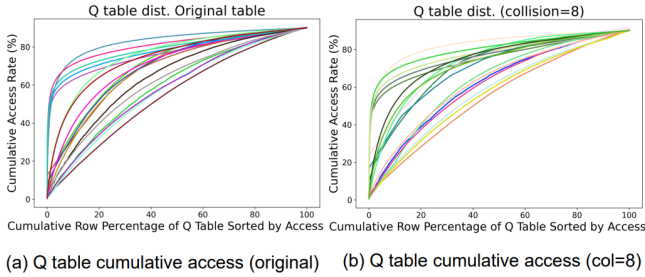 Q table dist. Original table
Cumulative Access Rate (%)
80
60
40
20
0
0 20 40 60 80 100
Cumulative Row Percentage of Q Table Sorted by Access
(a) Q table cumulative access (original)
Q table dist. (collision=8)
Cumulative Access Rate (%)
80
60
40
20
0
0 20 40 60 80 100
Cumulative Row Percentage of Q Table Sorted by Access
(b) Q table cumulative access (col=8)